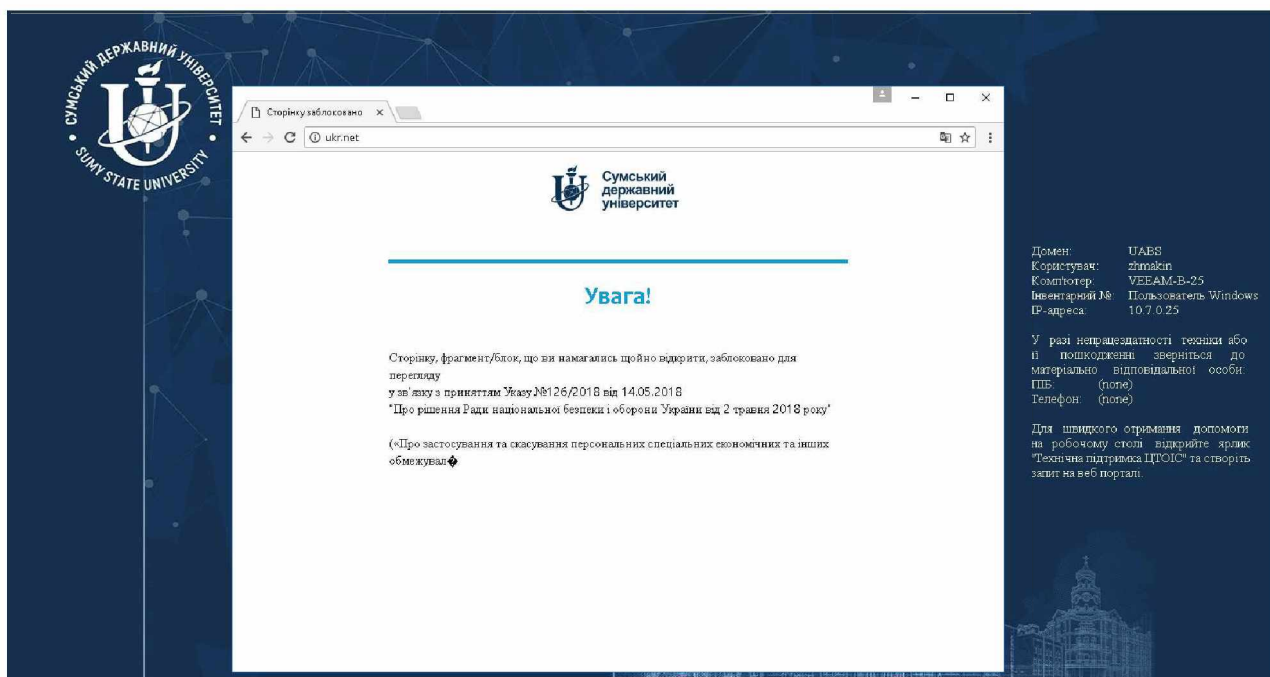 СУМСЬКИЙ ДЕРЖАВНИЙ УНІВЕРСИТЕТ
SUMY STATE UNIVERSITY
Сторінку заблоковано
ukr.net
Сумський
державний
університет
Увага!
Сторінку, фрагмент/блок, що ви намагались щойно відкрити, заблоковано для
перегляду
у зв'язку з прийняттям Указу №126/2018 від 14.05.2018
"Про рішення Ради національної безпеки і оборони України від 2 травня 2018 року"
(«Про застосування та скасування персональних спеціальних економічних та інших
обмежувал�
Домен: UABS
Користувач: zhmakin
Комп'ютер: VEEAM-B-25
Інвентарний №: Пользователь Windows
IP-адреса: 10.7.0.25
У разі непрацездатності техніки або
її пошкодженні зверніться до
матеріально відповідальної особи:
ПІБ: (none)
Телефон: (none)
Для швидкого отримання допомоги
на робочому столі відкрийте ярлик
"Технічна підтримка ЦТОІС" та створіть
запит на веб порталі.